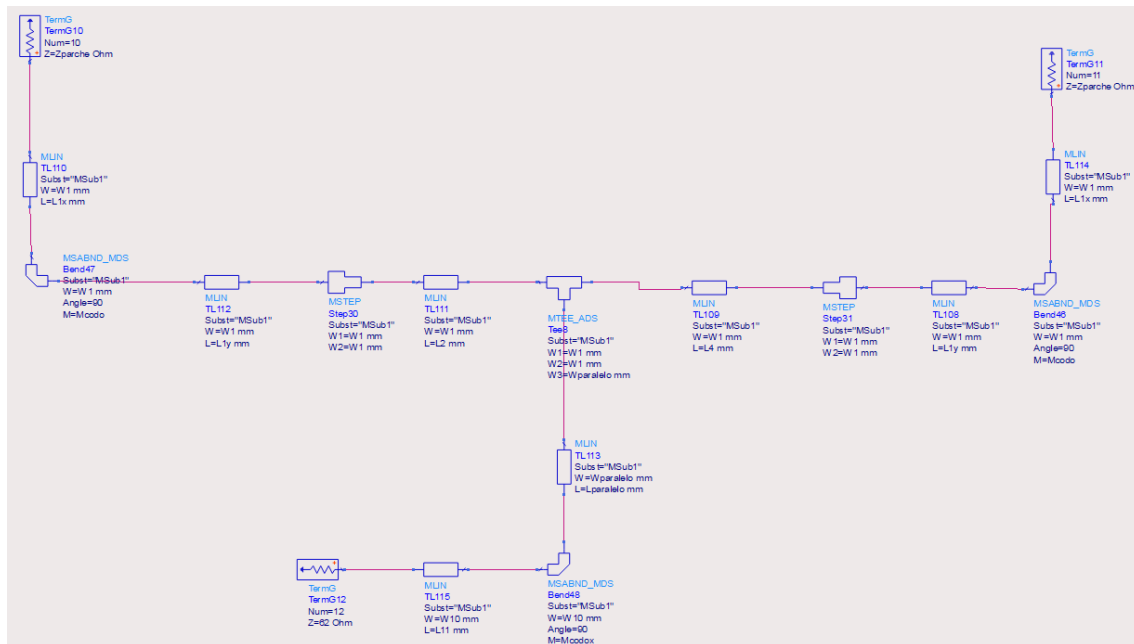 TermG
TermG10
Num=10
Z=Zparche Ohm
TermG
TermG11
Num=11
Z=Zparche Ohm
MLIN
TL110
Subst="MSub1"
W=W1 mm
L=L1x mm
MLIN
TL114
Subst="MSub1"
W=W1 mm
L=L1x mm
MSABND_MDS
Bend47
Subst="MSub1"
W=W1 mm
Angle=90
M=Mcodo
MLIN
TL112
Subst="MSub1"
W=W1 mm
L=L1y mm
MSTEP
Step30
Subst="MSub1"
W1=W1 mm
W2=W1 mm
MLIN
TL111
Subst="MSub1"
W=W1 mm
L=L2 mm
MTEE_ADS
Tee8
Subst="MSub1"
W1=W1 mm
W2=W1 mm
W3=Wparalelo mm
MLIN
TL109
Subst="MSub1"
W=W1 mm
L=L4 mm
MSTEP
Step31
Subst="MSub1"
W1=W1 mm
W2=W1 mm
MLIN
TL108
Subst="MSub1"
W=W1 mm
L=L1y mm
MSABND_MDS
Bend46
Subst="MSub1"
W=W1 mm
Angle=90
M=Mcodo
MLIN
TL113
Subst="MSub1"
W=Wparalelo mm
L=Lparalelo mm
TermG
TermG12
Num=12
Z=62 Ohm
MLIN
TL115
Subst="MSub1"
W=W10 mm
L=L11 mm
MSABND_MDS
Bend48
Subst="MSub1"
W=W10 mm
Angle=90
M=Mcodox